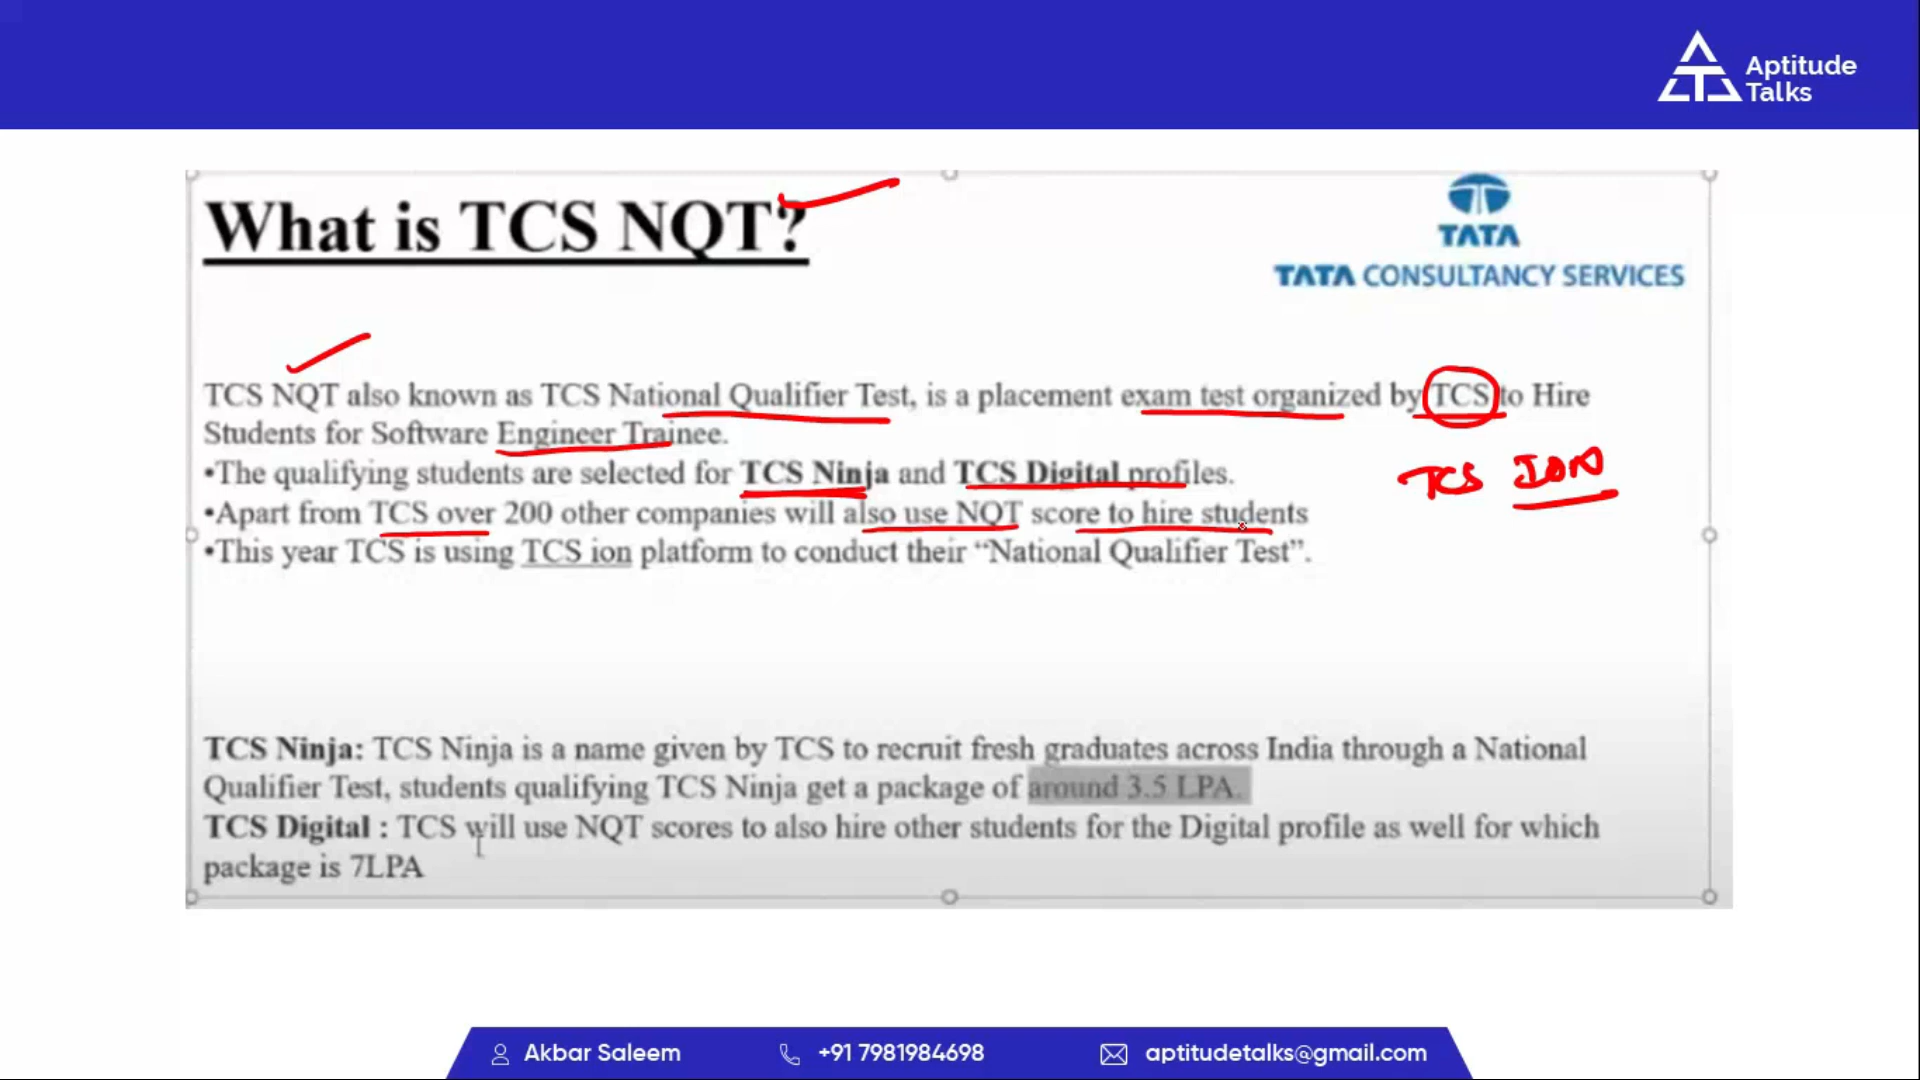 Aptitude
Talks
What is TCS NQT?
TATA
TATA CONSULTANCY SERVICES
TCS NQT also known as TCS National Qualifier Test, is a placement exam test organized by TCS to Hire
Students for Software Engineer Trainee.
TCS ION
•The qualifying students are selected for TCS Ninja and TCS Digital profiles.
•Apart from TCS over 200 other companies will also use NQT score to hire students
•This year TCS is using TCS ion platform to conduct their “National Qualifier Test”.
TCS Ninja: TCS Ninja is a name given by TCS to recruit fresh graduates across India through a National
Qualifier Test, students qualifying TCS Ninja get a package of around 3.5 LPA.
TCS Digital : TCS will use NQT scores to also hire other students for the Digital profile as well for which
package is 7LPA
Akbar Saleem
+91 7981984698
aptitudetalks@gmail.com